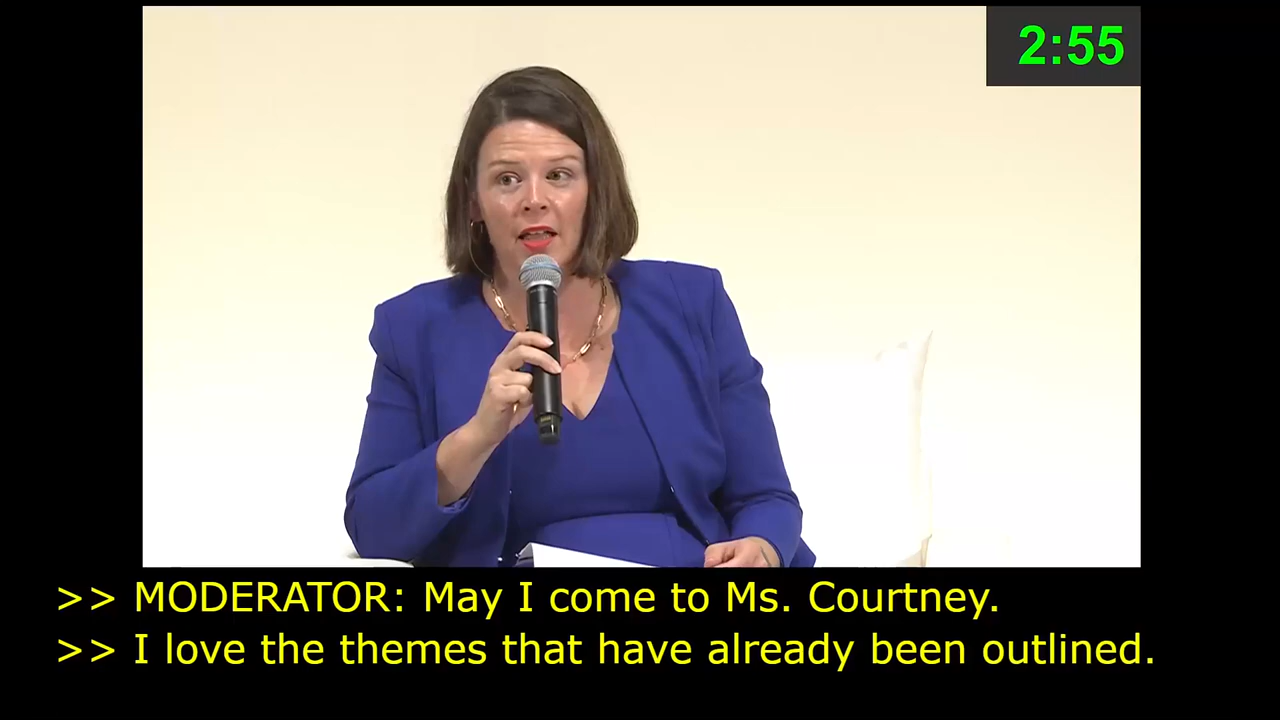 2:55
>> MODERATOR: May I come to Ms. Courtney.
>> I love the themes that have already been outlined.